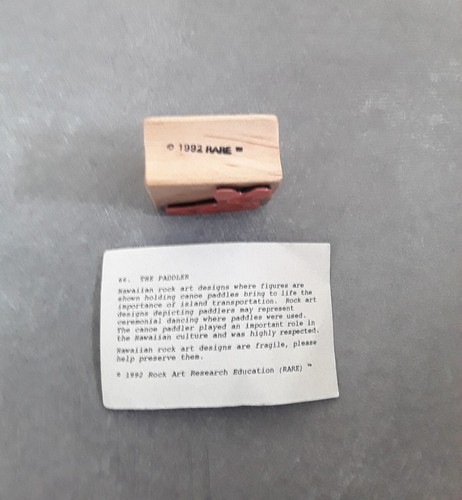 © 1992 RARE ™
#6. THE PADDLER
Hawaiian rock art designs where figures are
shown holding canoe paddles bring to life the
importance of island transportation. Rock art
designs depicting paddlers may represent
ceremonial dancing where paddles were used.
The canoe paddler played an important role in
the Hawaiian culture and was highly respected.
Hawaiian rock art designs are fragile, please
help preserve them.
© 1992 Rock Art Research Education (RARE) ™